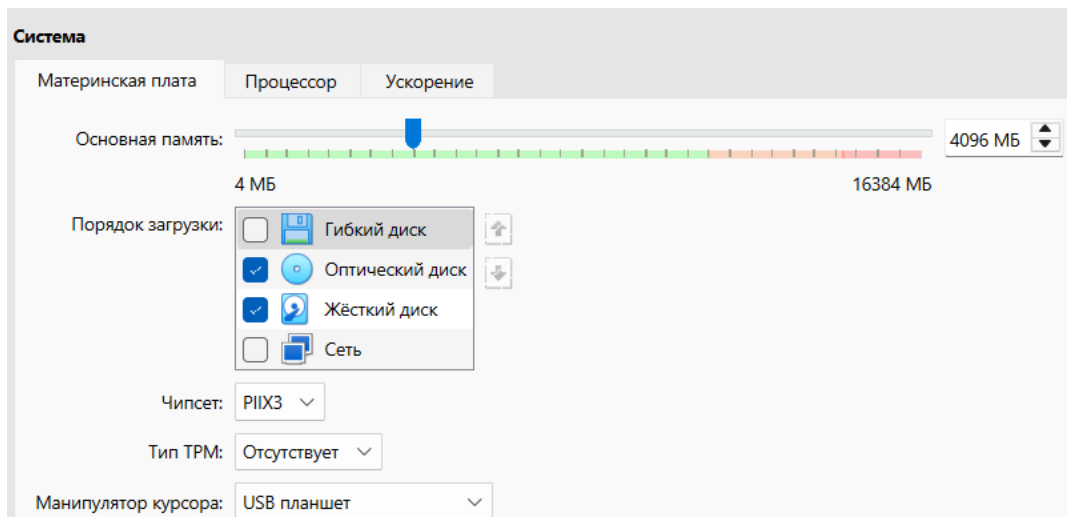 Система
Материнская плата Процессор Ускорение
Основная память: 4096 МБ
4 МБ 16384 МБ
Порядок загрузки: Гибкий диск
Оптический диск
Жёсткий диск
Сеть
Чипсет: PIIX3
Тип TPM: Отсутствует
Манипулятор курсора: USB планшет